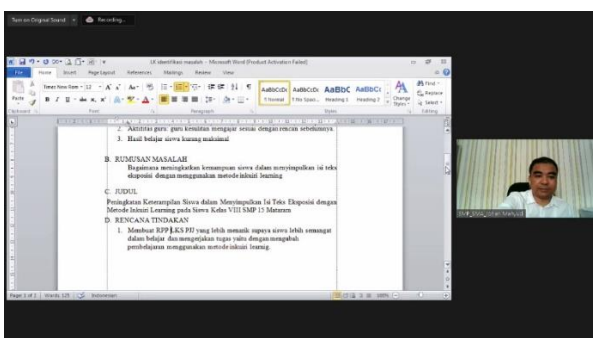 Turn on Original Sound
Recording...
LK identifikasi masalah - Microsoft Word (Product Activation Failed)
File Home Insert Page Layout References Mailings Review View
Times New Rom 12
Paste
AaBbCcDc AaBbCcDc AaBbC AaBbCc
¶ Normal ¶ No Spaci... Heading 1 Heading 2
Change
Styles
Find
Replace
Select
Clipboard Font Paragraph Styles Editing
2. Aktifitas guru: guru kesulitan mengajar sesuai dengan rencan sebelumnya
3. Hasil belajar siswa kurang maksimal
B. RUMUSAN MASALAH
Bagaimana meningkatkan kemampuan siswa dalam menyimpulkan isi teks
eksposisi dengan menggunakan metode inkuiri learning
C. JUDUL
Peningkatan Keterampilan Siswa dalam Menyimpulkan Isi Teks Eksposisi dengan
Metode Inkuiri Learning pada Siswa Kelas VIII SMP 15 Mataram
D. RENCANA TINDAKAN
1. Membuat RPP LKS PJJ yang lebih menarik supaya siswa lebih semangat
dalam belajar dan mengerjakan tugas yaitu dengan mengubah
pembelajaran menggunakan metode inkuiri learnig.
Page: 1 of 2 Words: 125 Indonesian 100%